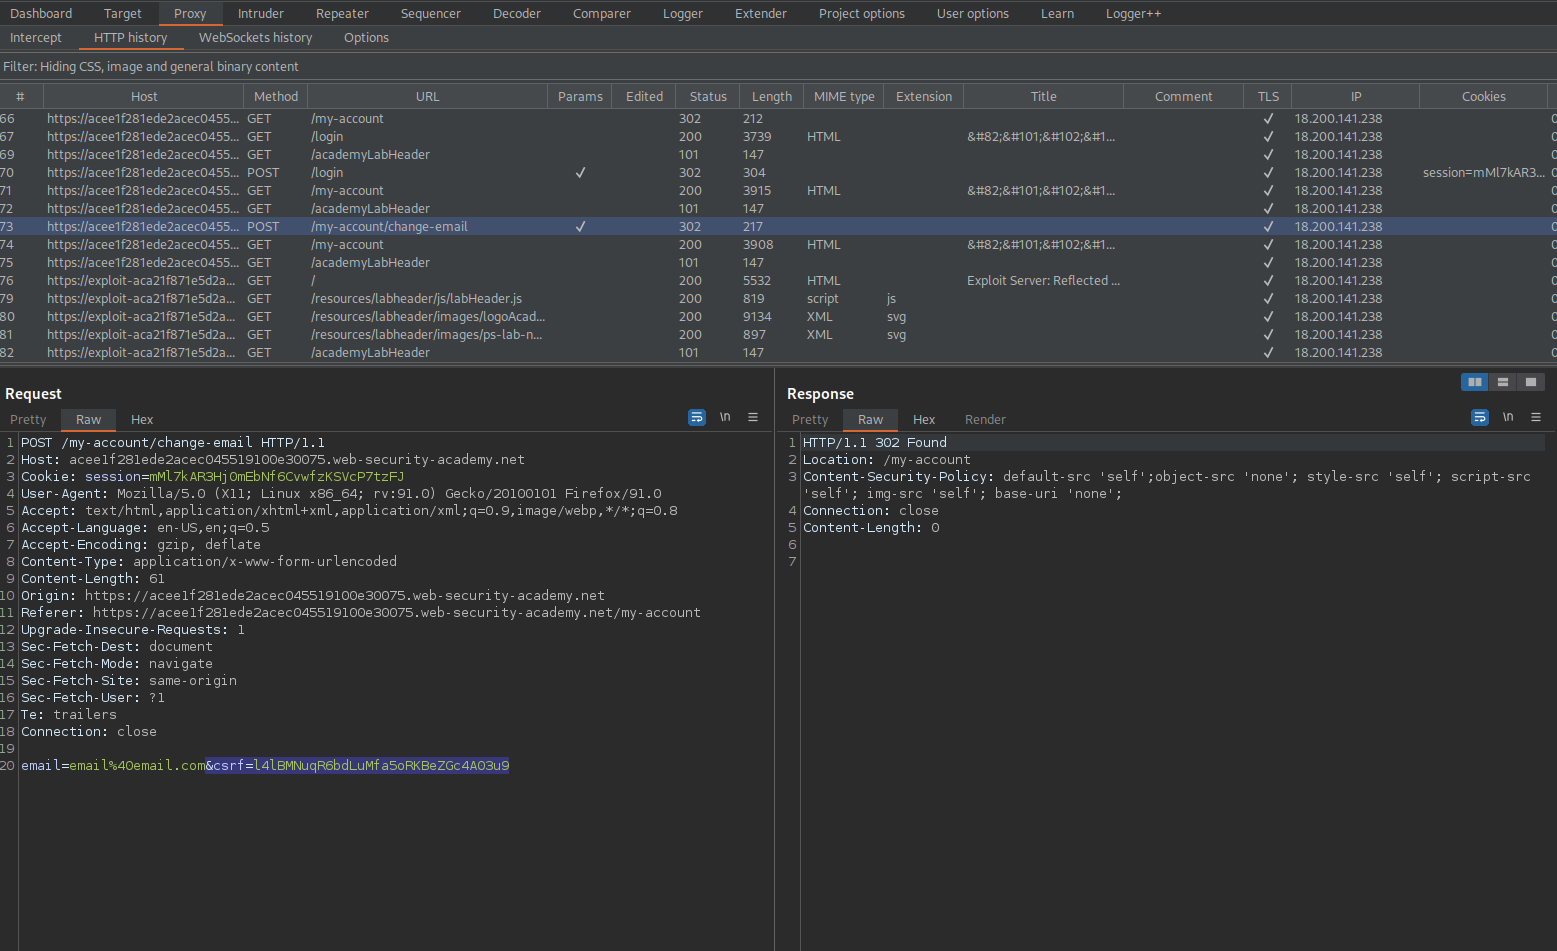 Dashboard Target Proxy Intruder Repeater Sequencer Decoder Comparer Logger Extender Project options User options Learn Logger++
Intercept HTTP history WebSockets history Options
Filter: Hiding CSS, image and general binary content
# Host Method URL Params Edited Status Length MIME type Extension Title Comment TLS IP Cookies
66 https://acee1f281ede2acec0455... GET /my-account 302 212 ✓ 18.200.141.238 0
67 https://acee1f281ede2acec0455... GET /login 200 3739 HTML &#82;&#101;&#102;&#1... ✓ 18.200.141.238 0
69 https://acee1f281ede2acec0455... GET /academyLabHeader 101 147 ✓ 18.200.141.238 0
70 https://acee1f281ede2acec0455... POST /login ✓ 302 304 ✓ 18.200.141.238 session=mMl7kAR3... 0
71 https://acee1f281ede2acec0455... GET /my-account 200 3915 HTML &#82;&#101;&#102;&#1... ✓ 18.200.141.238 0
72 https://acee1f281ede2acec0455... GET /academyLabHeader 101 147 ✓ 18.200.141.238 0
73 https://acee1f281ede2acec0455... POST /my-account/change-email ✓ 302 217 ✓ 18.200.141.238 0
74 https://acee1f281ede2acec0455... GET /my-account 200 3908 HTML &#82;&#101;&#102;&#1... ✓ 18.200.141.238 0
75 https://acee1f281ede2acec0455... GET /academyLabHeader 101 147 ✓ 18.200.141.238 0
76 https://exploit-aca21f871e5d2a... GET / 200 5532 HTML Exploit Server: Reflected ... ✓ 18.200.141.238 0
79 https://exploit-aca21f871e5d2a... GET /resources/labheader/js/labHeader.js 200 819 script js ✓ 18.200.141.238 0
80 https://exploit-aca21f871e5d2a... GET /resources/labheader/images/logoAcad... 200 9134 XML svg ✓ 18.200.141.238 0
81 https://exploit-aca21f871e5d2a... GET /resources/labheader/images/ps-lab-n... 200 897 XML svg ✓ 18.200.141.238 0
82 https://exploit-aca21f871e5d2a... GET /academyLabHeader 101 147 ✓ 18.200.141.238 0
Request
Pretty Raw Hex \n
1 POST /my-account/change-email HTTP/1.1
2 Host: acee1f281ede2acec045519100e30075.web-security-academy.net
3 Cookie: session=mMl7kAR3HjOmEbNf6CvwfzKSVcP7tzFJ
4 User-Agent: Mozilla/5.0 (X11; Linux x86_64; rv:91.0) Gecko/20100101 Firefox/91.0
5 Accept: text/html,application/xhtml+xml,application/xml;q=0.9,image/webp,*/*;q=0.8
6 Accept-Language: en-US,en;q=0.5
7 Accept-Encoding: gzip, deflate
8 Content-Type: application/x-www-form-urlencoded
9 Content-Length: 61
10 Origin: https://acee1f281ede2acec045519100e30075.web-security-academy.net
11 Referer: https://acee1f281ede2acec045519100e30075.web-security-academy.net/my-account
12 Upgrade-Insecure-Requests: 1
13 Sec-Fetch-Dest: document
14 Sec-Fetch-Mode: navigate
15 Sec-Fetch-Site: same-origin
16 Sec-Fetch-User: ?1
17 Te: trailers
18 Connection: close
19
20 email=email%40email.com&csrf=l4lBMNuqR6bdLuMfa5oRKBeZGc4AO3u9
Response
Pretty Raw Hex Render \n
1 HTTP/1.1 302 Found
2 Location: /my-account
3 Content-Security-Policy: default-src 'self';object-src 'none'; style-src 'self'; script-src
'self'; img-src 'self'; base-uri 'none';
4 Connection: close
5 Content-Length: 0
6
7